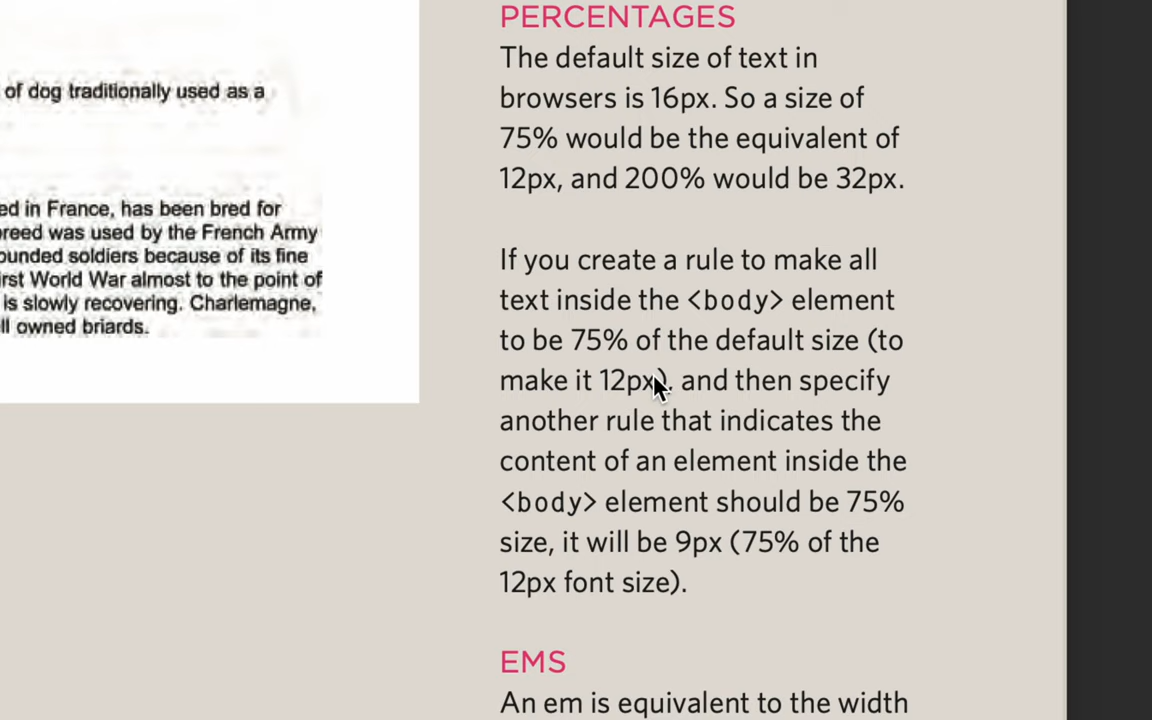 of dog traditionally used as a
ed in France, has been bred for
breed was used by the French Army
ounded soldiers because of its fine
irst World War almost to the point of
is slowly recovering. Charlemagne,
ll owned briards.
PERCENTAGES
The default size of text in
browsers is 16px. So a size of
75% would be the equivalent of
12px, and 200% would be 32px.
If you create a rule to make all
text inside the <body> element
to be 75% of the default size (to
make it 12px), and then specify
another rule that indicates the
content of an element inside the
<body> element should be 75%
size, it will be 9px (75% of the
12px font size).
EMS
An em is equivalent to the width